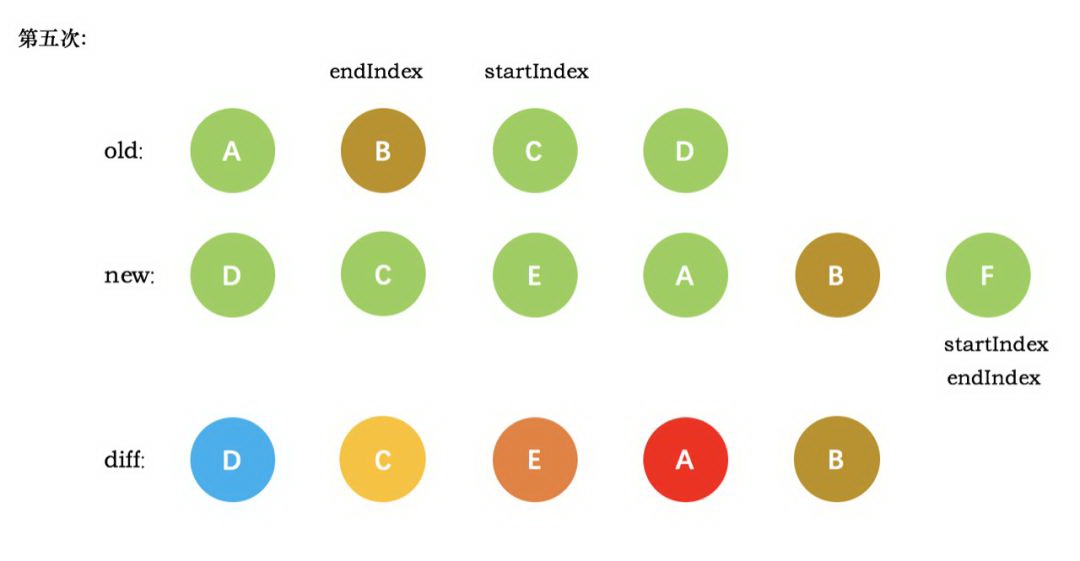 第五次:
endIndex startIndex
old: A B C D
new: D C E A B F
startIndex
endIndex
diff: D C E A B